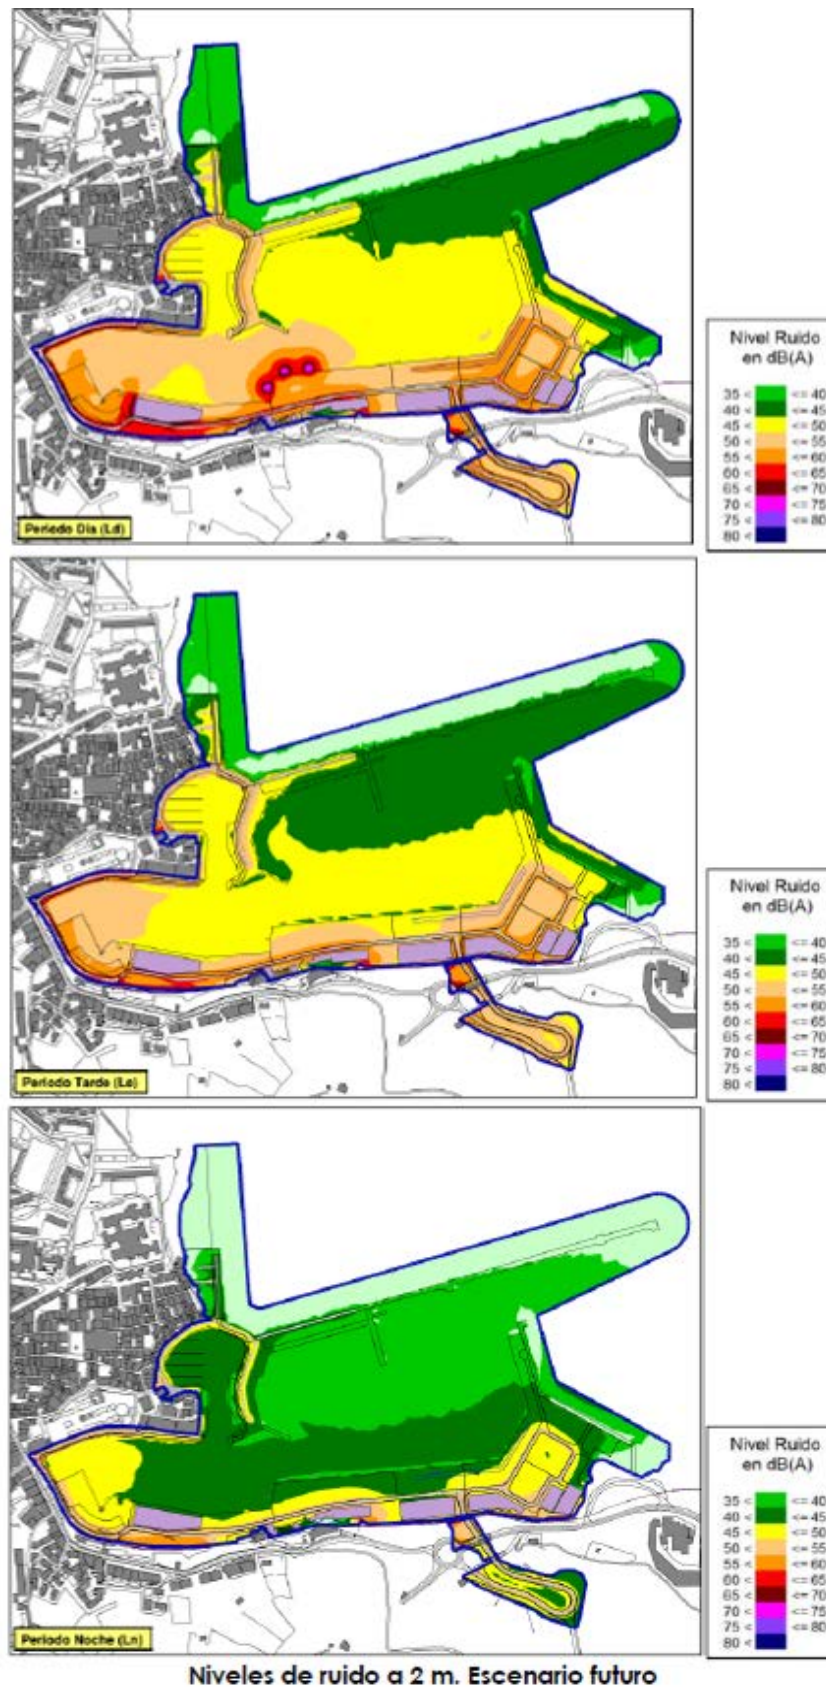 Nivel Ruido
en dB(A)
35 < <= 40
40 < <= 45
45 < <= 50
50 < <= 55
55 < <= 60
60 < <= 65
65 < <= 70
70 < <= 75
75 < <= 80
80 <
Periodo Dia (Ld)
Nivel Ruido
en dB(A)
35 < <= 40
40 < <= 45
45 < <= 50
50 < <= 55
55 < <= 60
60 < <= 65
65 < <= 70
70 < <= 75
75 < <= 80
80 <
Periodo Tarde (Le)
Nivel Ruido
en dB(A)
35 < <= 40
40 < <= 45
45 < <= 50
50 < <= 55
55 < <= 60
60 < <= 65
65 < <= 70
70 < <= 75
75 < <= 80
80 <
Periodo Noche (Ln)
Niveles de ruido a 2 m. Escenario futuro